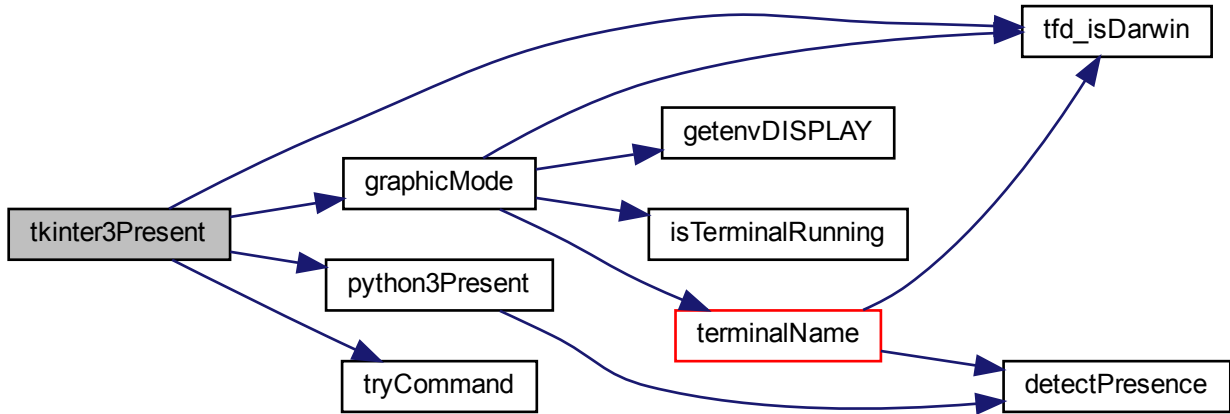 tkinter3Present
graphicMode
python3Present
tryCommand
tfd_isDarwin
getenvDISPLAY
isTerminalRunning
terminalName
detectPresence